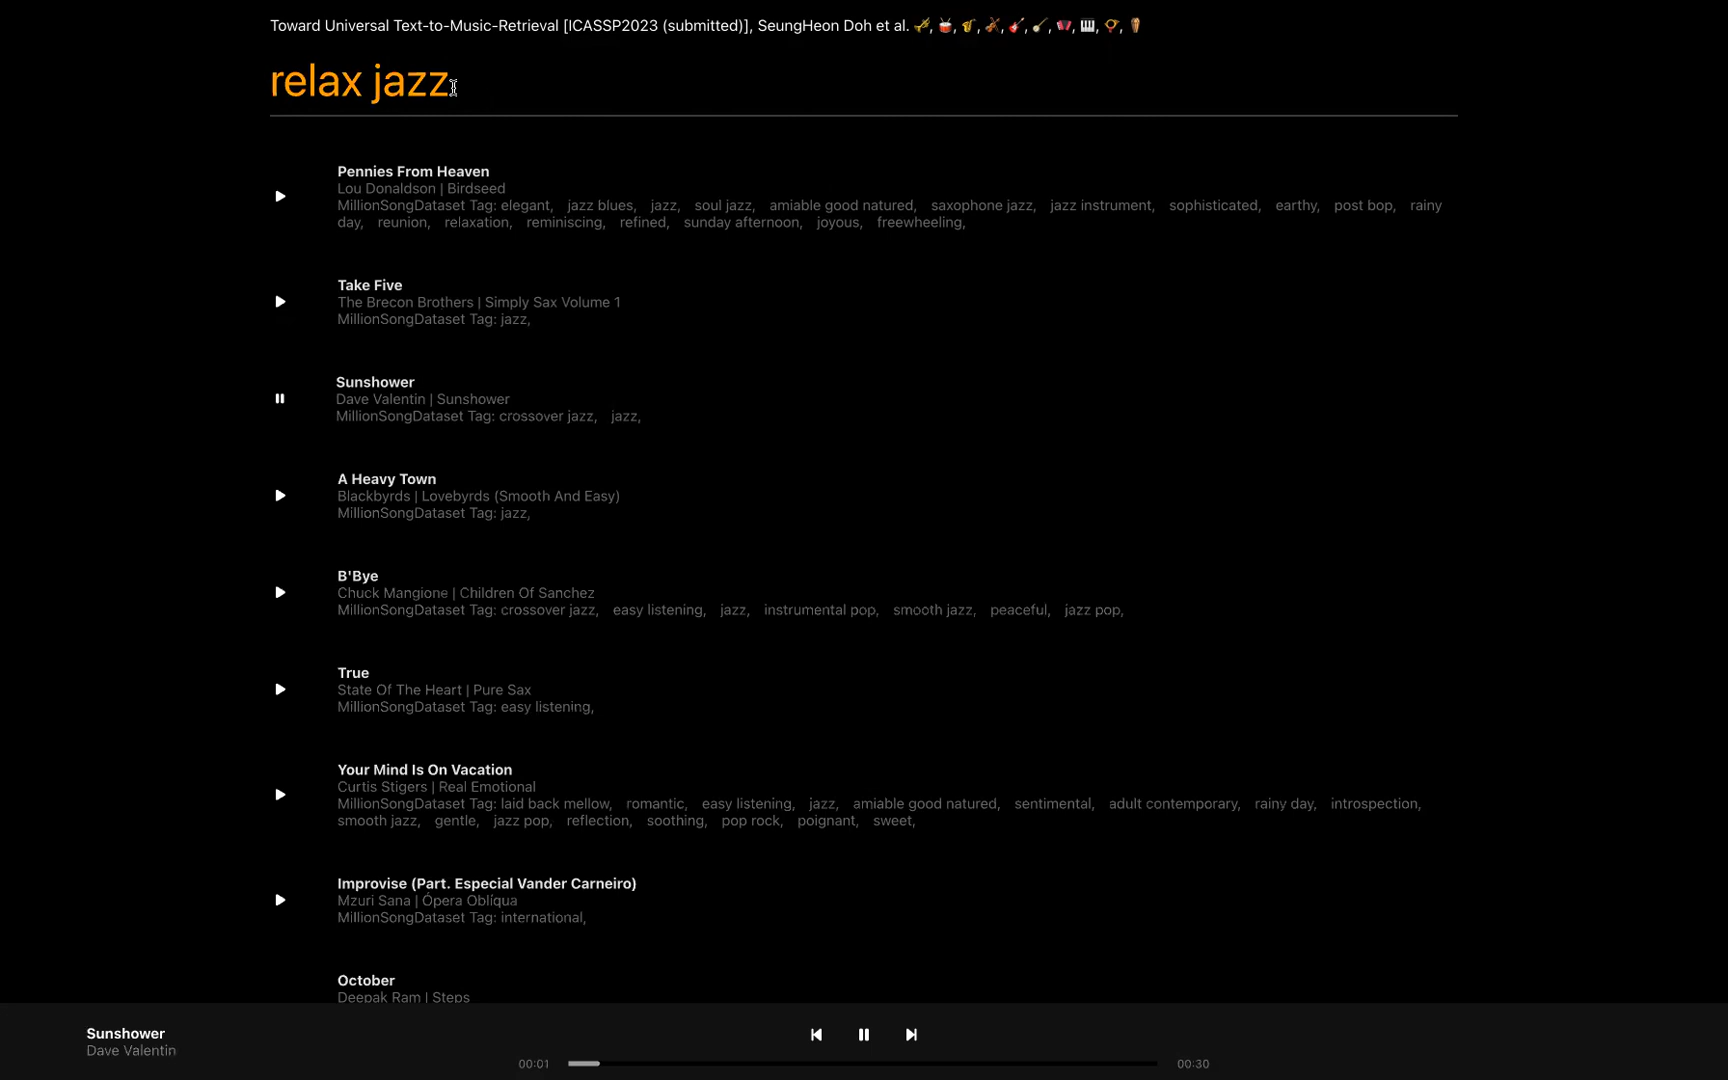 Toward Universal Text-to-Music-Retrieval [ICASSP2023 (submitted)], SeungHeon Doh et al. 🎺, 🥁, 🎷, 🎻, 🎸, 🪕, 🪗, 🎹, 📯, 🪘
relax jazz
Pennies From Heaven
Lou Donaldson | Birdseed
MillionSongDataset Tag: elegant, jazz blues, jazz, soul jazz, amiable good natured, saxophone jazz, jazz instrument, sophisticated, earthy, post bop, rainy
day, reunion, relaxation, reminiscing, refined, sunday afternoon, joyous, freewheeling,
Take Five
The Brecon Brothers | Simply Sax Volume 1
MillionSongDataset Tag: jazz,
Sunshower
Dave Valentin | Sunshower
MillionSongDataset Tag: crossover jazz, jazz,
A Heavy Town
Blackbyrds | Lovebyrds (Smooth And Easy)
MillionSongDataset Tag: jazz,
B'Bye
Chuck Mangione | Children Of Sanchez
MillionSongDataset Tag: crossover jazz, easy listening, jazz, instrumental pop, smooth jazz, peaceful, jazz pop,
True
State Of The Heart | Pure Sax
MillionSongDataset Tag: easy listening,
Your Mind Is On Vacation
Curtis Stigers | Real Emotional
MillionSongDataset Tag: laid back mellow, romantic, easy listening, jazz, amiable good natured, sentimental, adult contemporary, rainy day, introspection,
smooth jazz, gentle, jazz pop, reflection, soothing, pop rock, poignant, sweet,
Improvise (Part. Especial Vander Carneiro)
Mzuri Sana | Ópera Oblíqua
MillionSongDataset Tag: international,
October
Deepak Ram | Steps
Sunshower
Dave Valentin
00:01
00:30